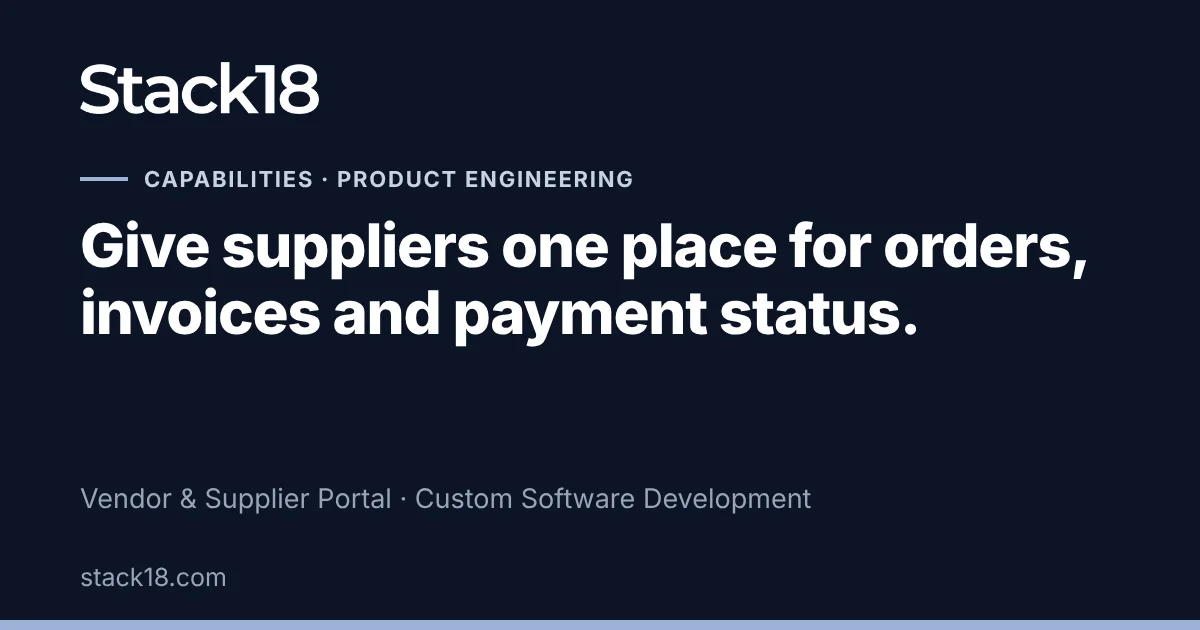 Stack18
CAPABILITIES · PRODUCT ENGINEERING
Give suppliers one place for orders,
invoices and payment status.
Vendor & Supplier Portal · Custom Software Development
stack18.com